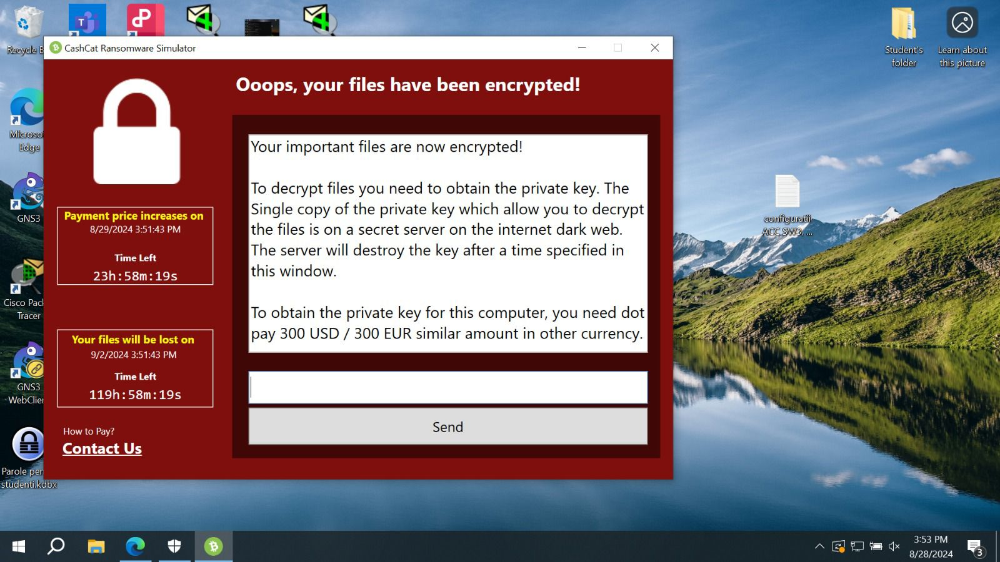 Recycle B
Student's
folder
Learn about
this picture
CashCat Ransomware Simulator
Ooops, your files have been encrypted!
Your important files are now encrypted!
To decrypt files you need to obtain the private key. The
Single copy of the private key which allow you to decrypt
the files is on a secret server on the internet dark web.
The server will destroy the key after a time specified in
this window.
To obtain the private key for this computer, you need dot
pay 300 USD / 300 EUR similar amount in other currency.
Send
Payment price increases on
8/29/2024 3:51:43 PM
Time Left
23h:58m:19s
Your files will be lost on
9/2/2024 3:51:43 PM
Time Left
119h:58m:19s
How to Pay?
Contact Us
Microso
Edge
GNS3
Cisco Pack
Tracer
GNS3
WebClien
Parole pen
studenti.kdbx
configuratii
ACC SW3, ...
3:53 PM
8/28/2024
3